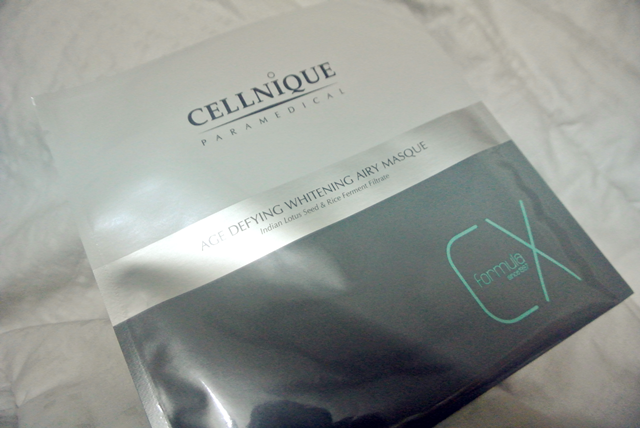 CELLNIQUE
PARAMEDICAL
AGE DEFYING WHITENING AIRY MASQUE
Indian Lotus Seed & Rice Ferment Filtrate
CX
formula